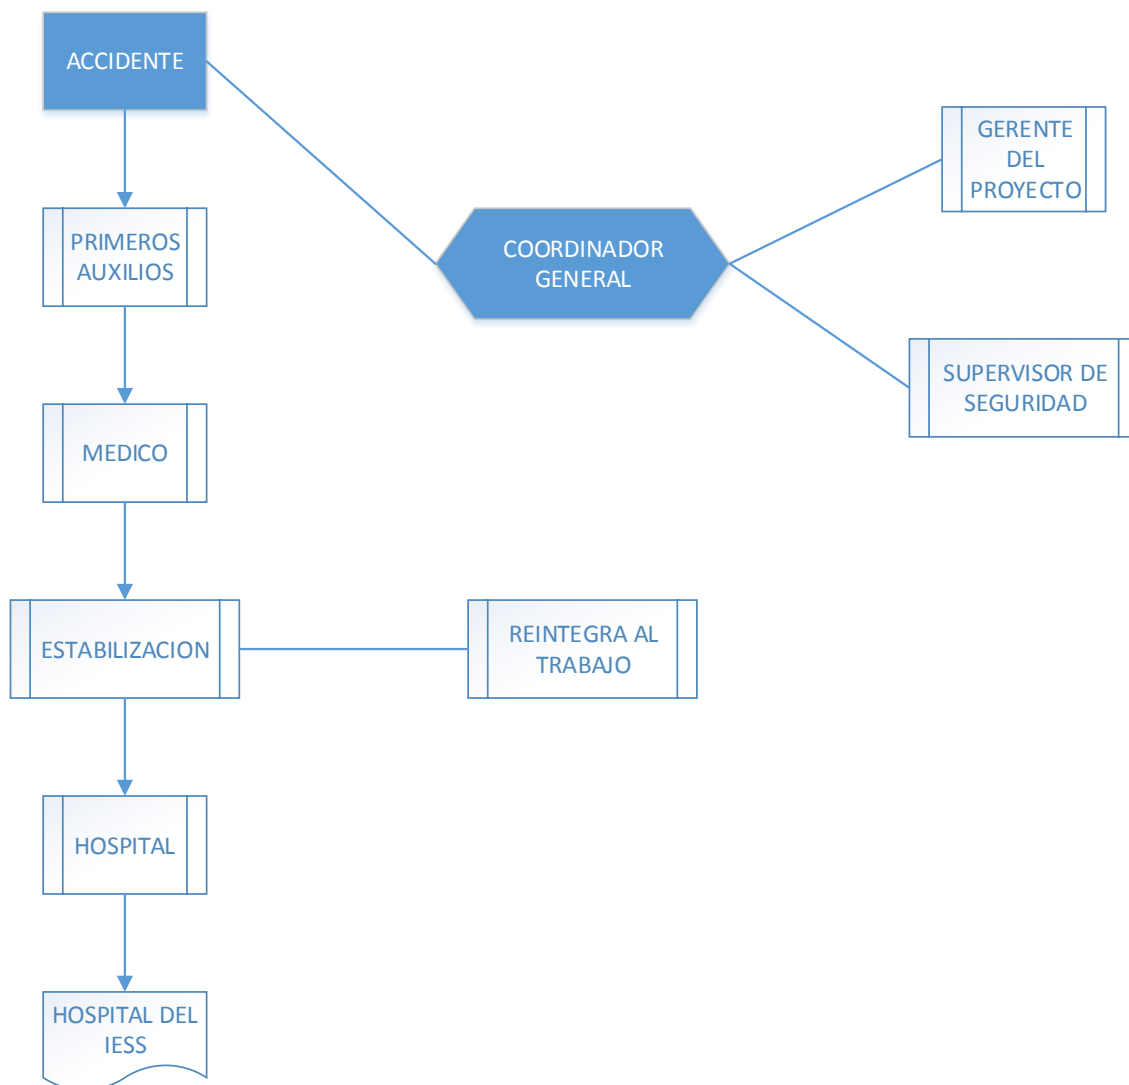 ACCIDENTE
GERENTE
DEL
PROYECTO
PRIMEROS
AUXILIOS
COORDINADOR
GENERAL
SUPERVISOR DE
SEGURIDAD
MEDICO
ESTABILIZACION
REINTEGRA AL
TRABAJO
HOSPITAL
HOSPITAL DEL
IESS